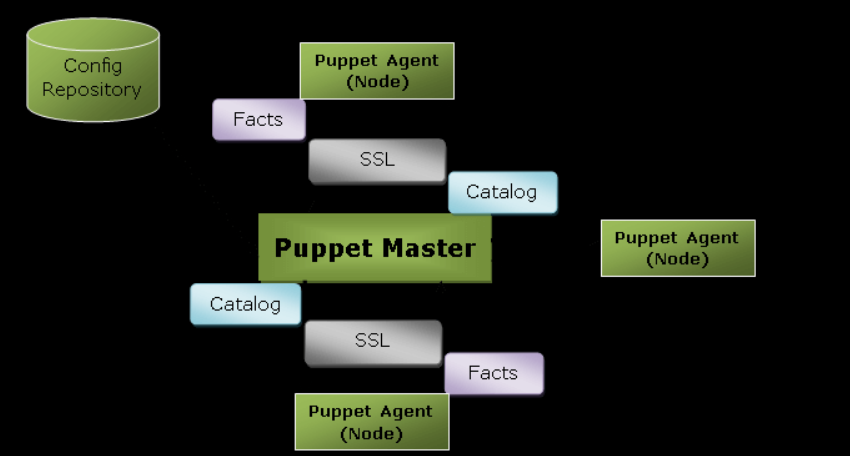 Config
Repository
Puppet Agent
(Node)
Facts
SSL
Catalog
Puppet Master
Puppet Agent
(Node)
Catalog
SSL
Facts
Puppet Agent
(Node)